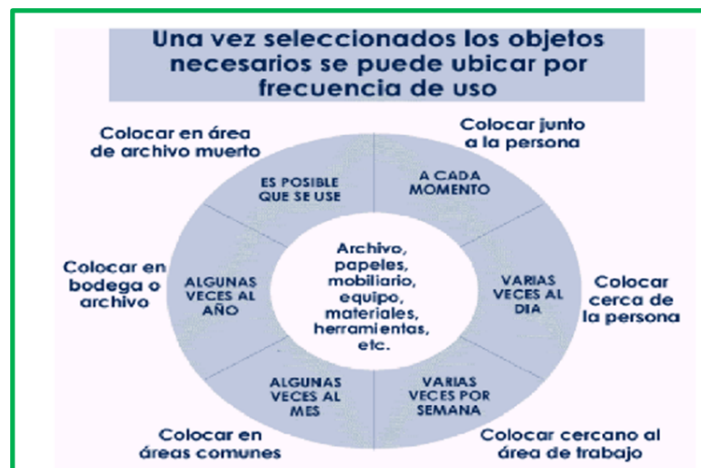 Una vez seleccionados los objetos
necesarios se puede ubicar por
frecuencia de uso
Colocar en área
de archivo muerto
Colocar junto
a la persona
ES POSIBLE
QUE SE USE
A CADA
MOMENTO
Colocar en
bodega o
archivo
ALGUNAS
VECES AL
AÑO
Archivo,
papeles,
mobiliario,
equipo,
materiales,
herramientas,
etc.
VARIAS
VECES AL
DIA
Colocar
cerca de
la persona
ALGUNAS
VECES AL
MES
VARIAS
VECES POR
SEMANA
Colocar en
áreas comunes
Colocar cercano al
área de trabajo